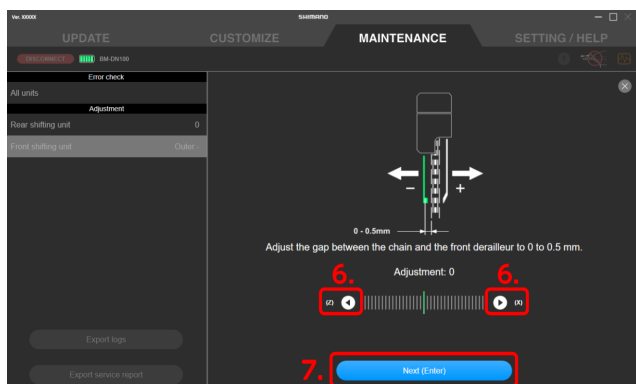 Ver. XXXXX
SHIMANO
UPDATE
CUSTOMIZE
MAINTENANCE
SETTING / HELP
DISCONNECT
BM-DN100
Error check
All units
Adjustment
Rear shifting unit 0
Front shifting unit Outer:-
− +
0 - 0.5mm
Adjust the gap between the chain and the front derailleur to 0 to 0.5 mm.
6. Adjustment: 0 6.
(Z) (X)
Export logs
7. Next (Enter)
Export service report